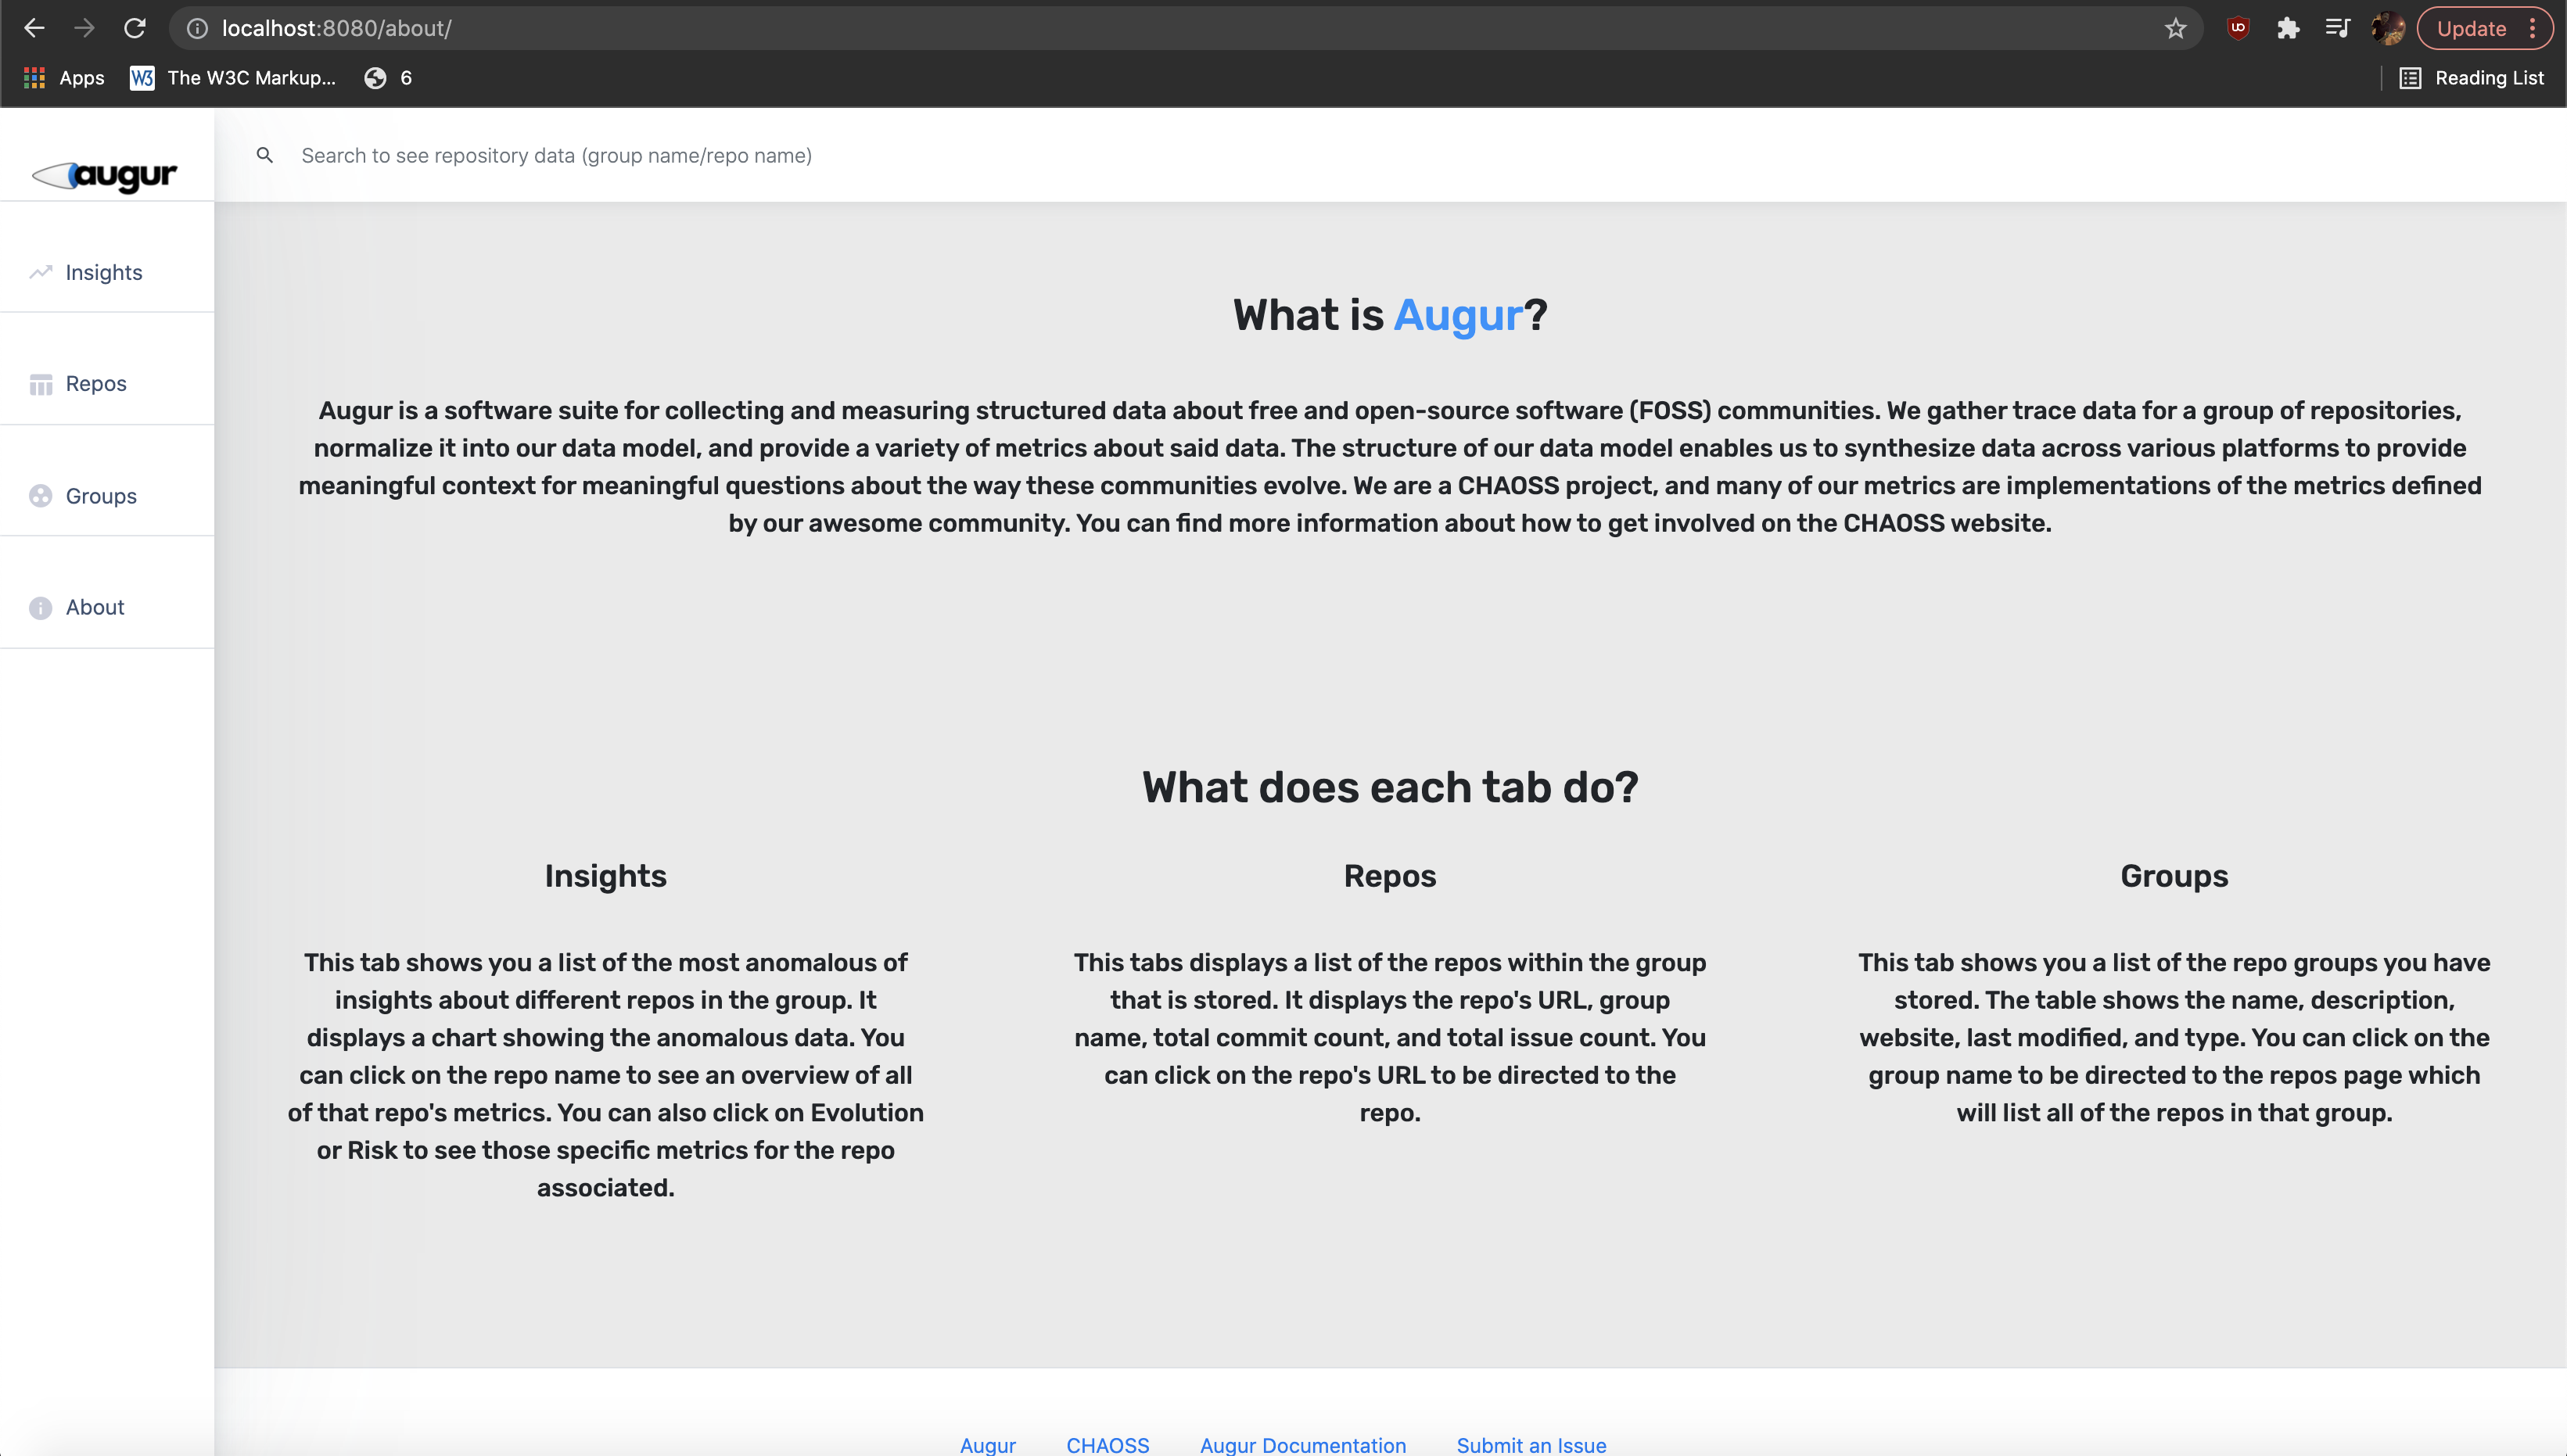 localhost:8080/about/
Update
Apps
The W3C Markup...
6
Reading List
augur
Search to see repository data (group name/repo name)
Insights
Repos
Groups
About
What is Augur?
Augur is a software suite for collecting and measuring structured data about free and open-source software (FOSS) communities. We gather trace data for a group of repositories,
normalize it into our data model, and provide a variety of metrics about said data. The structure of our data model enables us to synthesize data across various platforms to provide
meaningful context for meaningful questions about the way these communities evolve. We are a CHAOSS project, and many of our metrics are implementations of the metrics defined
by our awesome community. You can find more information about how to get involved on the CHAOSS website.
What does each tab do?
Insights
This tab shows you a list of the most anomalous of
insights about different repos in the group. It
displays a chart showing the anomalous data. You
can click on the repo name to see an overview of all
of that repo's metrics. You can also click on Evolution
or Risk to see those specific metrics for the repo
associated.
Repos
This tabs displays a list of the repos within the group
that is stored. It displays the repo's URL, group
name, total commit count, and total issue count. You
can click on the repo's URL to be directed to the
repo.
Groups
This tab shows you a list of the repo groups you have
stored. The table shows the name, description,
website, last modified, and type. You can click on the
group name to be directed to the repos page which
will list all of the repos in that group.
Augur CHAOSS Augur Documentation Submit an Issue